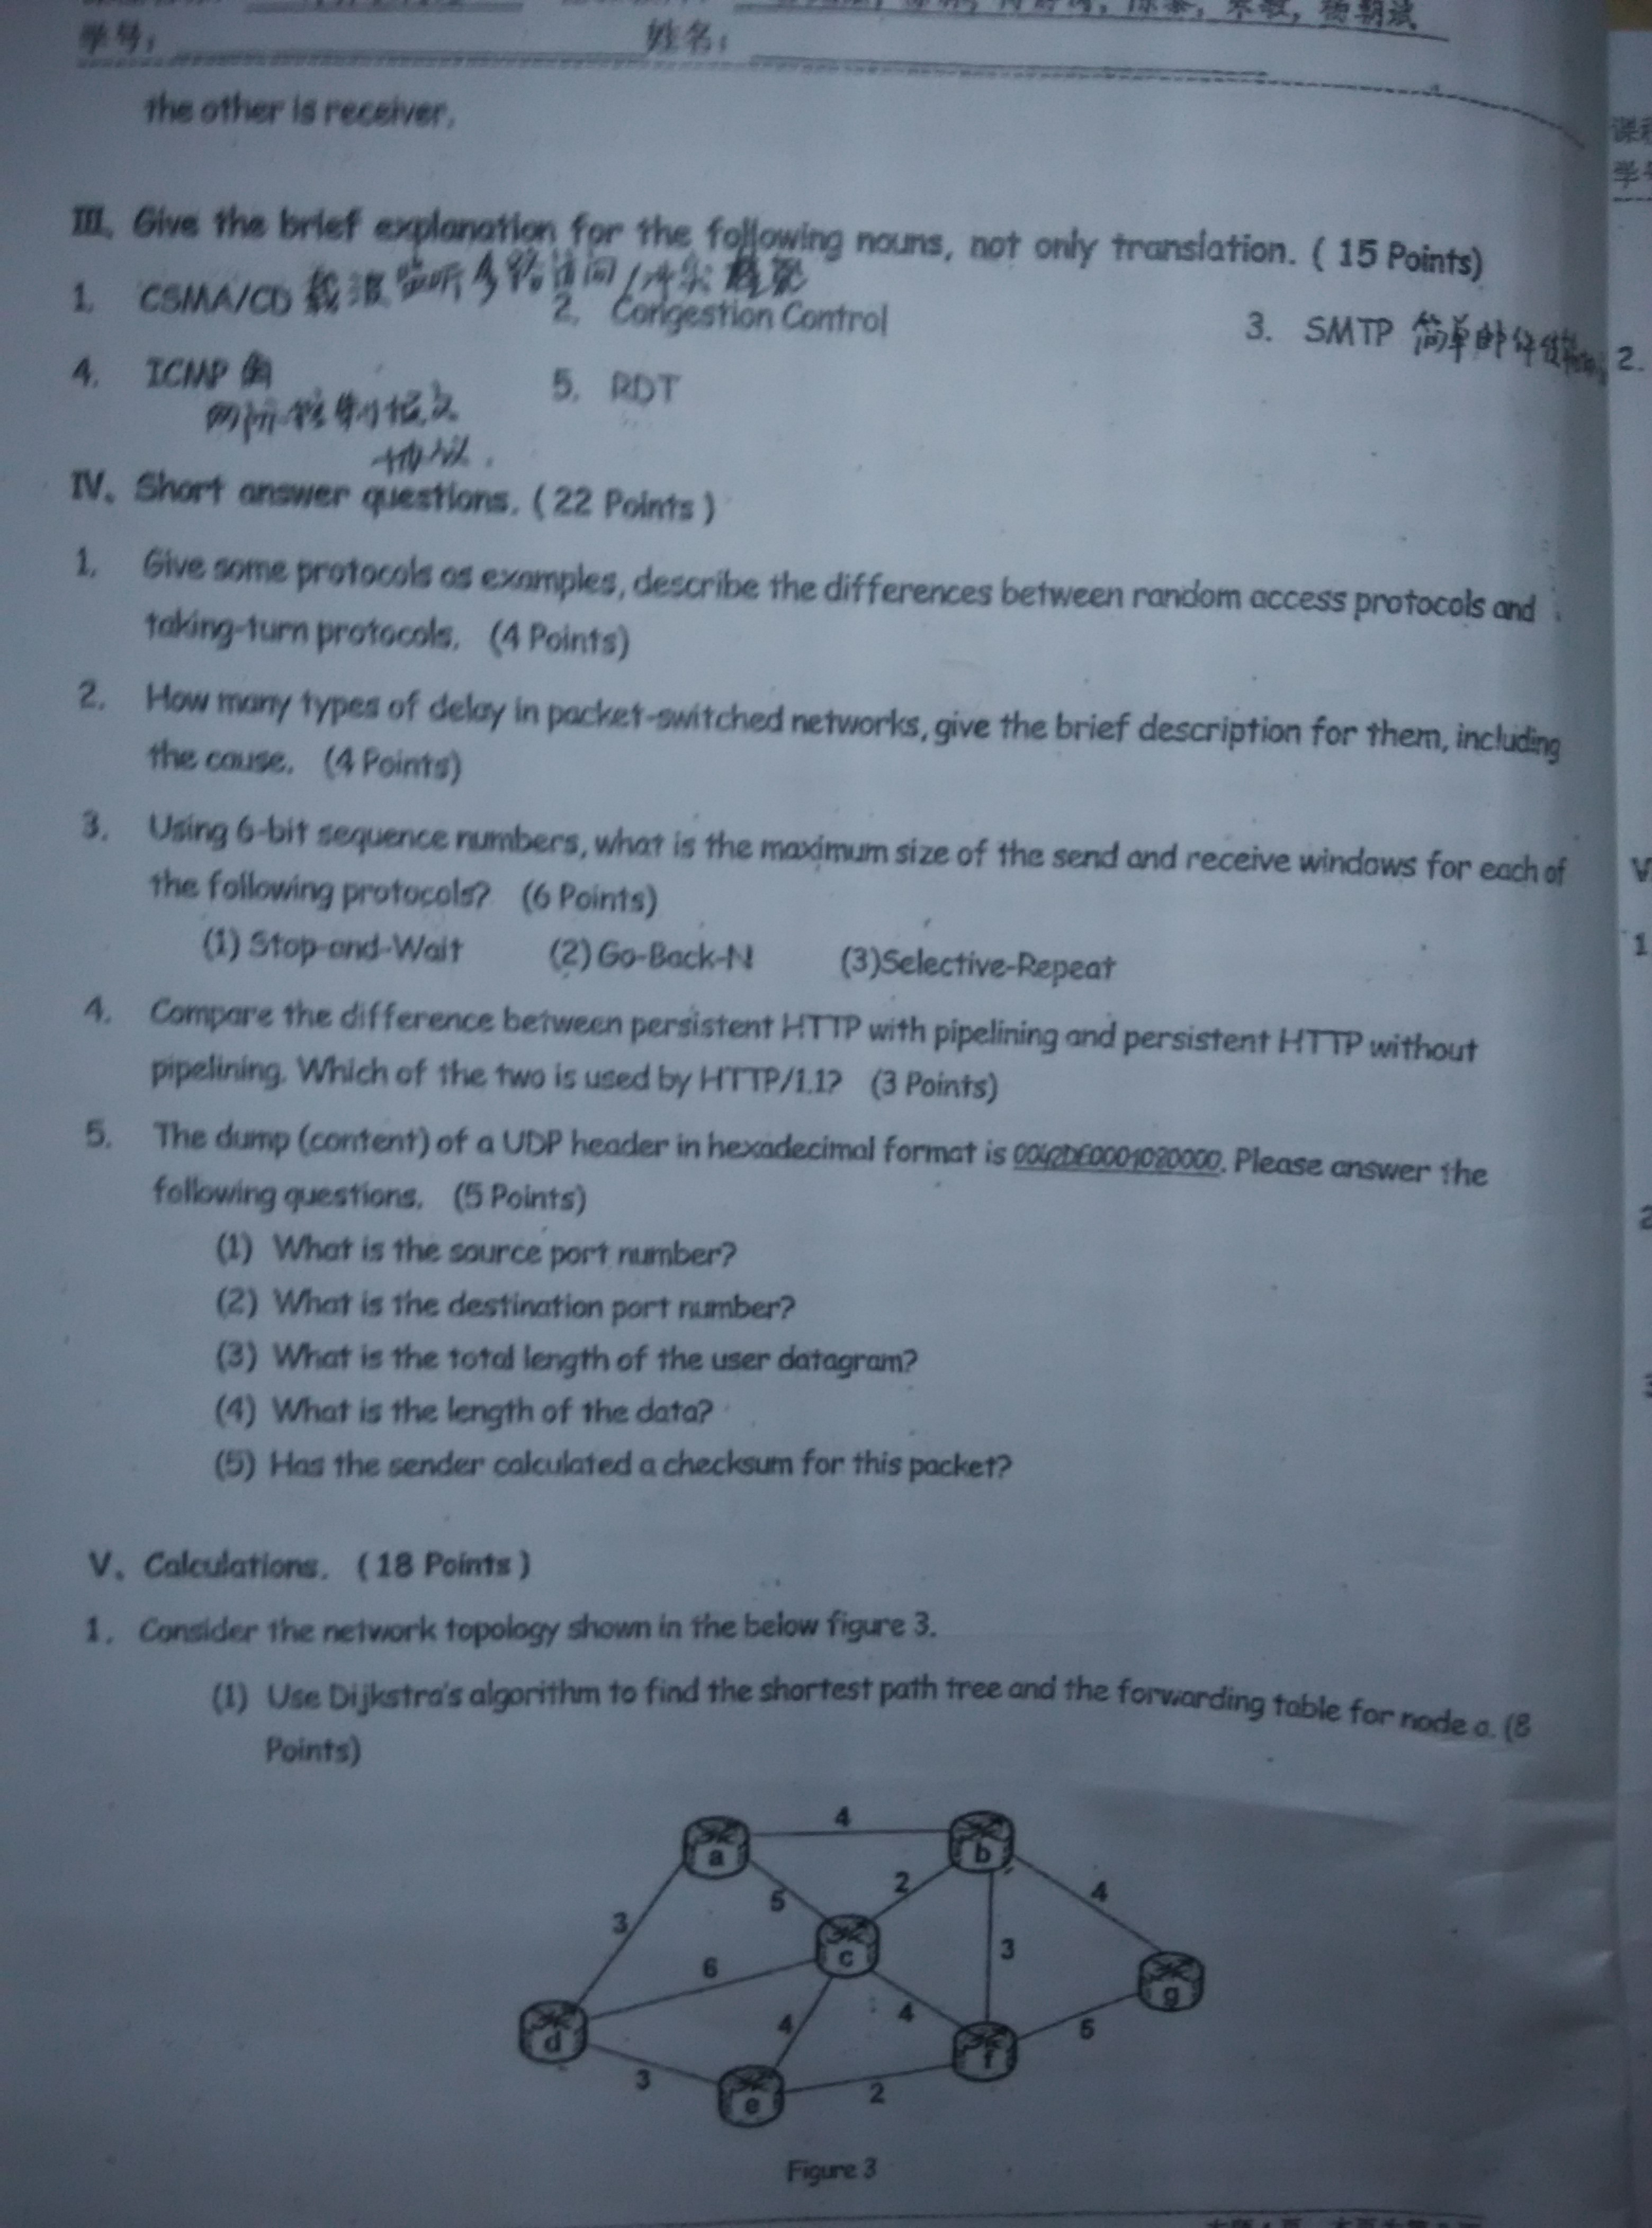 学号： 姓名：
the other is receiver.
III、Give the brief explanation for the following nouns, not only translation. ( 15 Points)
1. CSMA/CD 载波监听多路访问/冲突
2. Congestion Control
3. SMTP 简单邮件
4. ICMP
控制报文
协议.
5. RDT
IV、Short answer questions. ( 22 Points )
1. Give some protocols as examples, describe the differences between random access protocols and
taking-turn protocols. (4 Points)
2. How many types of delay in packet-switched networks, give the brief description for them, including
the cause. (4 Points)
3. Using 6-bit sequence numbers, what is the maximum size of the send and receive windows for each of
the following protocols? (6 Points)
(1) Stop-and-Wait (2) Go-Back-N (3)Selective-Repeat
4. Compare the difference between persistent HTTP with pipelining and persistent HTTP without
pipelining. Which of the two is used by HTTP/1.1? (3 Points)
5. The dump (content) of a UDP header in hexadecimal format is Please answer the
following questions. (5 Points)
(1) What is the source port number?
(2) What is the destination port number?
(3) What is the total length of the user datagram?
(4) What is the length of the data?
(5) Has the sender calculated a checksum for this packet?
V、Calculations. ( 18 Points )
1. Consider the network topology shown in the below figure 3.
(1) Use Dijkstra's algorithm to find the shortest path tree and the forwarding table for node a. (8
Points)
4
a b
5 2 4
3
c
6 3
g
4 4
d 5
f
3 2
e
Figure 3
课程
学号
2.
V
1
2
3